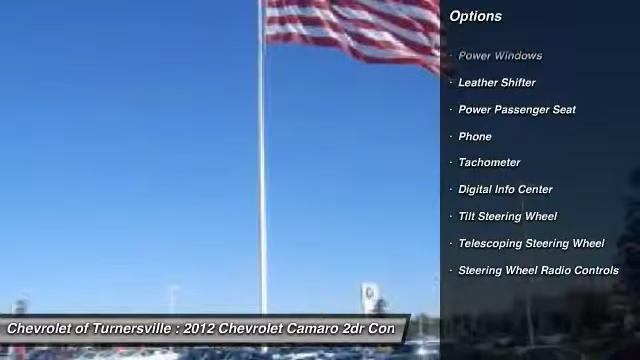 Options
· Power Windows
· Leather Shifter
· Power Passenger Seat
· Phone
· Tachometer
· Digital Info Center
· Tilt Steering Wheel
· Telescoping Steering Wheel
· Steering Wheel Radio Controls
Chevrolet of Turnersville : 2012 Chevrolet Camaro 2dr Con